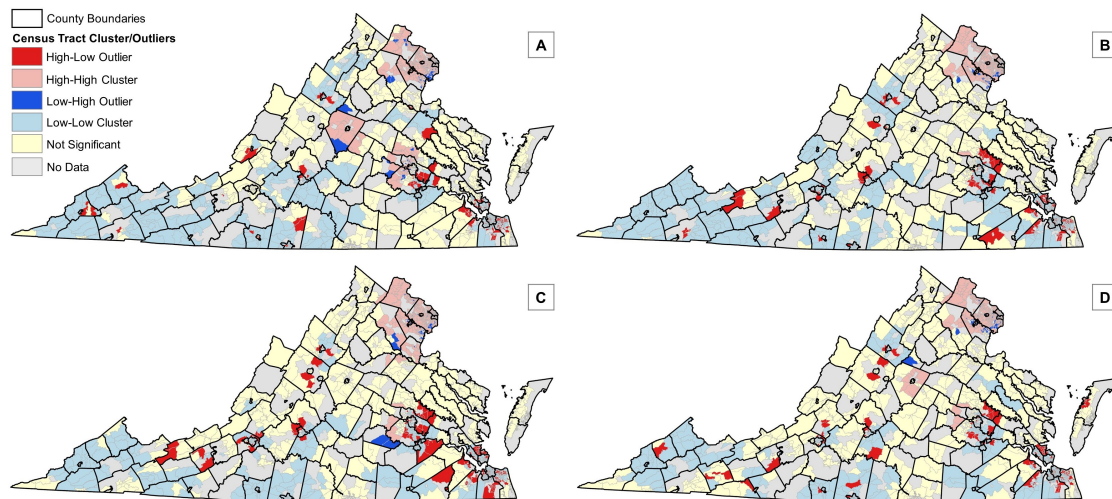 County Boundaries
Census Tract Cluster/Outliers
High-Low Outlier
High-High Cluster
Low-High Outlier
Low-Low Cluster
Not Significant
No Data
A
B
C
D